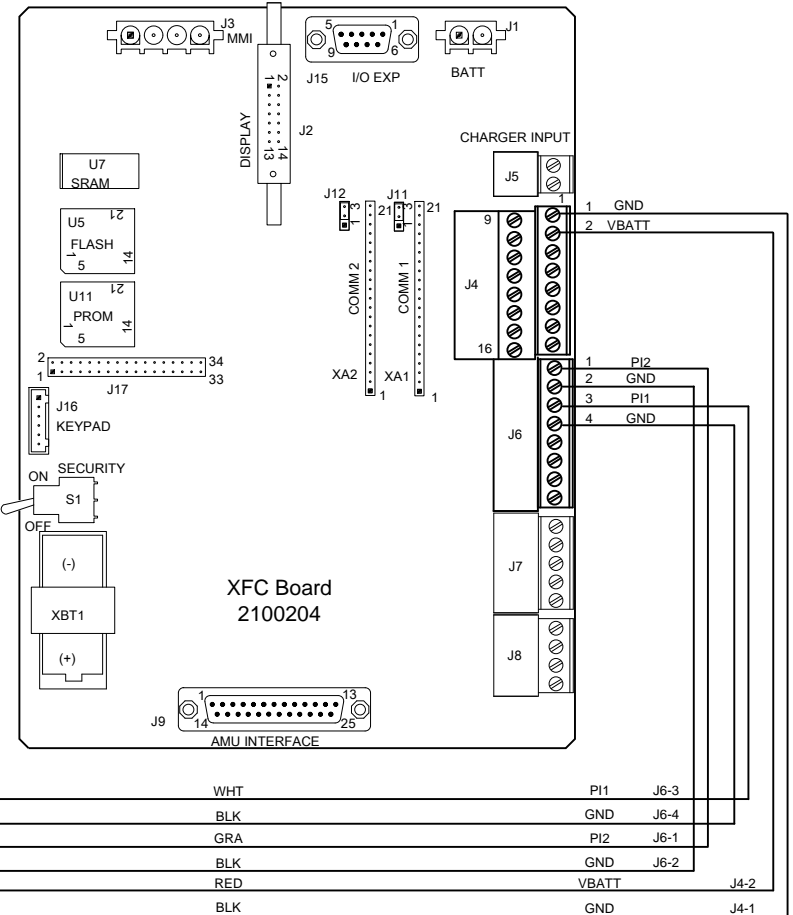 J3
MMI
5 1
9 6
J15 I/O EXP
J1
BATT
1 2
DISPLAY
J2
13 14
CHARGER INPUT
J5
1
U7
SRAM
J12
3
1
J11
3
1
21
21
U5
FLASH
21
1
5
14
COMM 2
COMM 1
9
J4
16
1 GND
2 VBATT
U11
PROM
21
1
5
14
2 34
1 33
J17
XA2
XA1
1
1
J16
KEYPAD
1 PI2
2 GND
3 PI1
4 GND
J6
SECURITY
ON
S1
OFF
(-)
XBT1
(+)
XFC Board
2100204
J7
J8
1 13
J9
14 25
AMU INTERFACE
WHT PI1 J6-3
BLK GND J6-4
GRA PI2 J6-1
BLK GND J6-2
RED VBATT J4-2
BLK GND J4-1